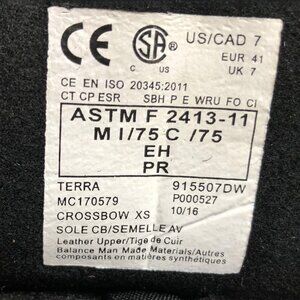 CE SA US/CAD 7
C US EUR 41
UK 7
CE EN ISO 20345:2011
CT CP ESR SBH P E WRU FO CI
ASTM F 2413-11
M I/75 C /75
EH
PR
TERRA 915507DW
MC170579 P000527
CROSSBOW XS 10/16
SOLE CB/SEMELLE AV
Leather Upper/Tige de Cuir
Balance Man Made Materials/Autres
composants en matières synthétiques